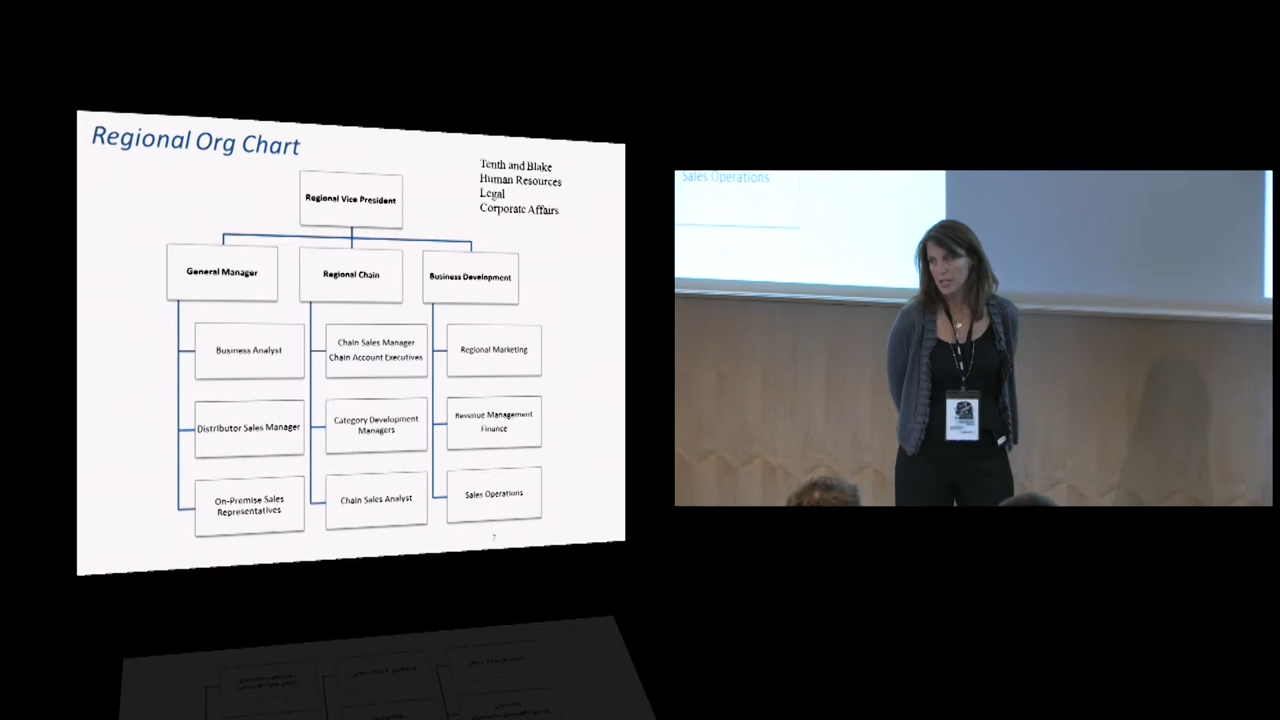 Regional Org Chart
Tenth and Blake
Human Resources
Legal
Corporate Affairs
Regional Vice President
General Manager
Regional Chain
Business Development
Business Analyst
Chain Sales Manager
Chain Account Executives
Regional Marketing
Distributor Sales Manager
Category Development
Managers
Revenue Management
Finance
On-Premise Sales
Representatives
Chain Sales Analyst
Sales Operations
7
Sales Operations